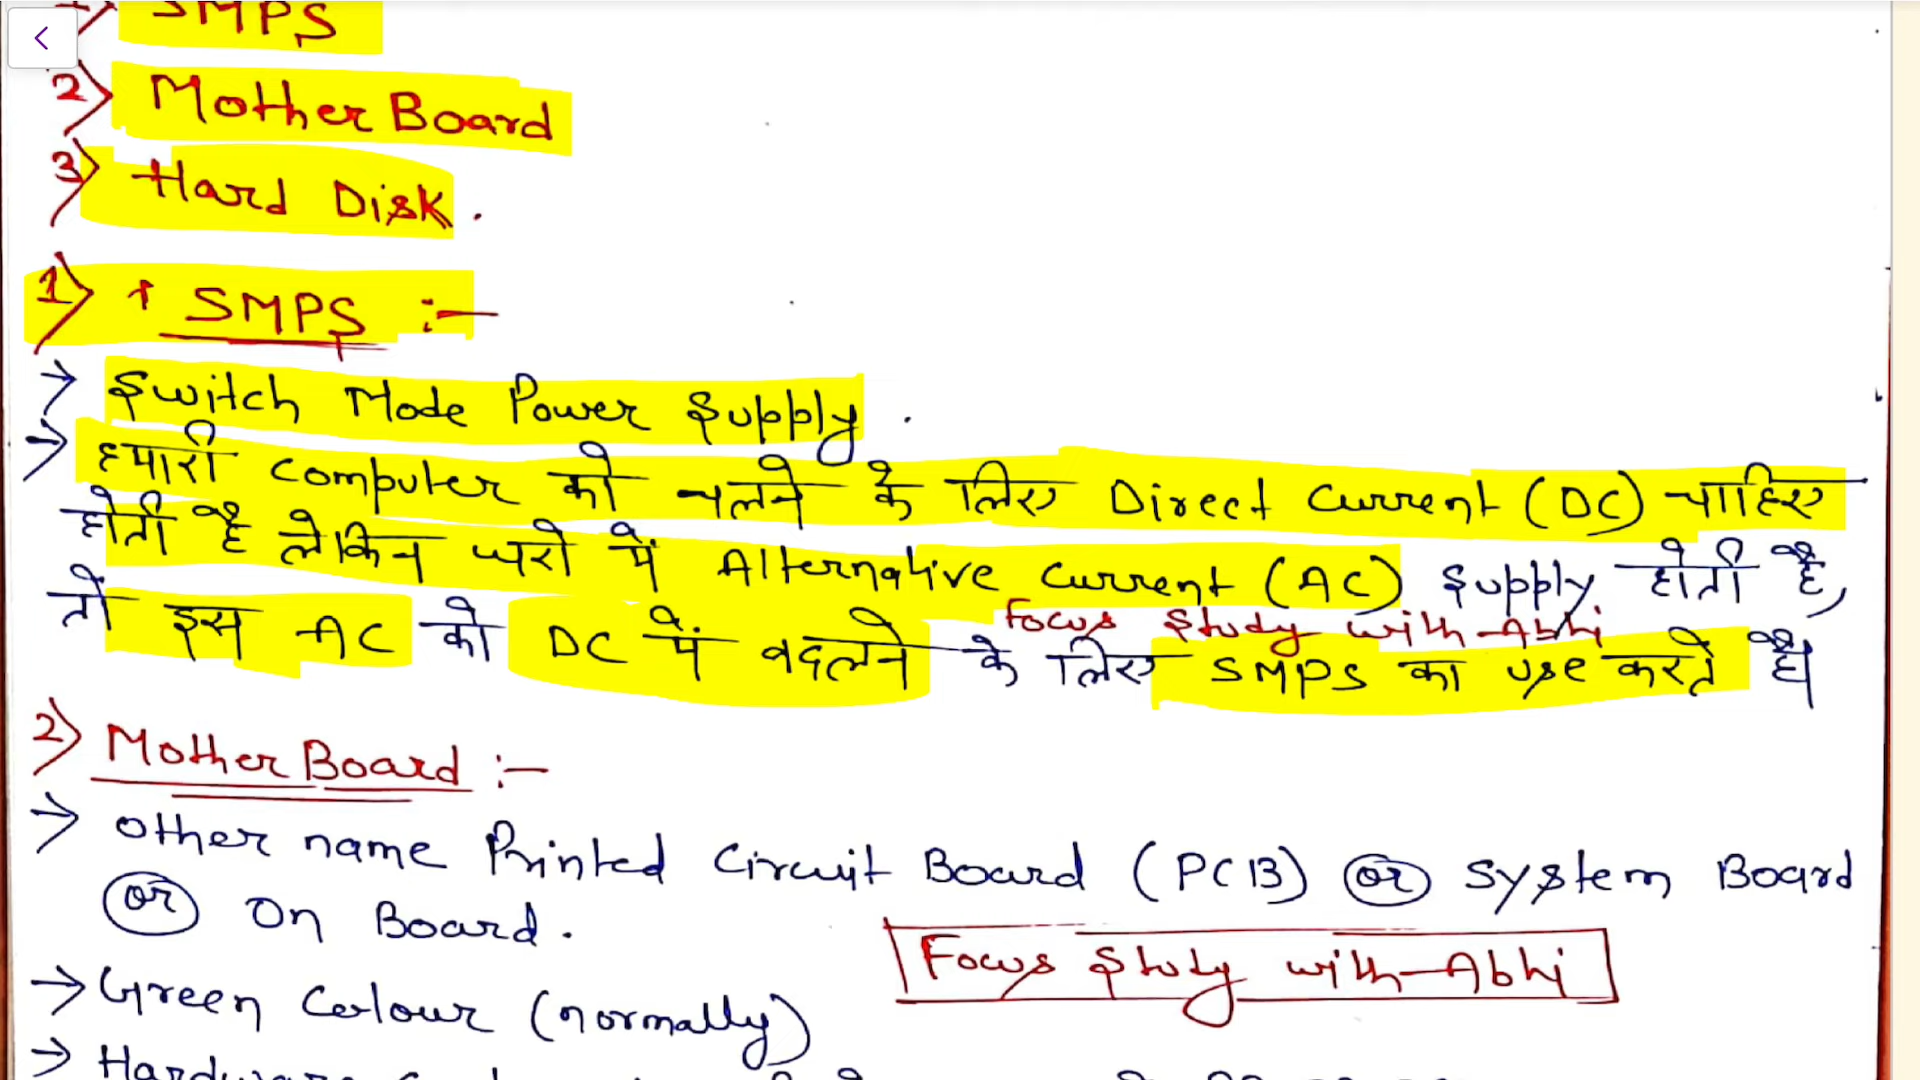 1) SMPS
2) Mother Board
3) Hard Disk.
1) * SMPS :-
→ Switch Mode Power Supply.
→ हमारी Computer को चलने के लिए Direct Current (DC) चाहिए
होती है लेकिन घरो में Alternative Current (AC) Supply होती है,
Focus Study with Abhi
तो इस AC को DC में बदलने के लिए SMPS का use करते है।
2) Mother Board :-
→ Other name Printed Circuit Board (PCB) or System Board
or On Board.
Focus Study with Abhi
→ Green Colour (normally)
→ Hardware